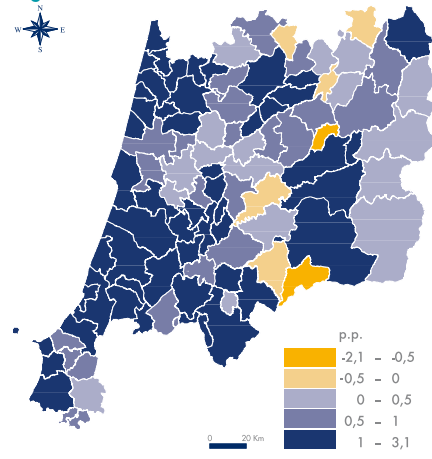 N
W E
S
p.p.
-2,1 - -0,5
-0,5 - 0
0 - 0,5
0,5 - 1
1 - 3,1
0 20 Km